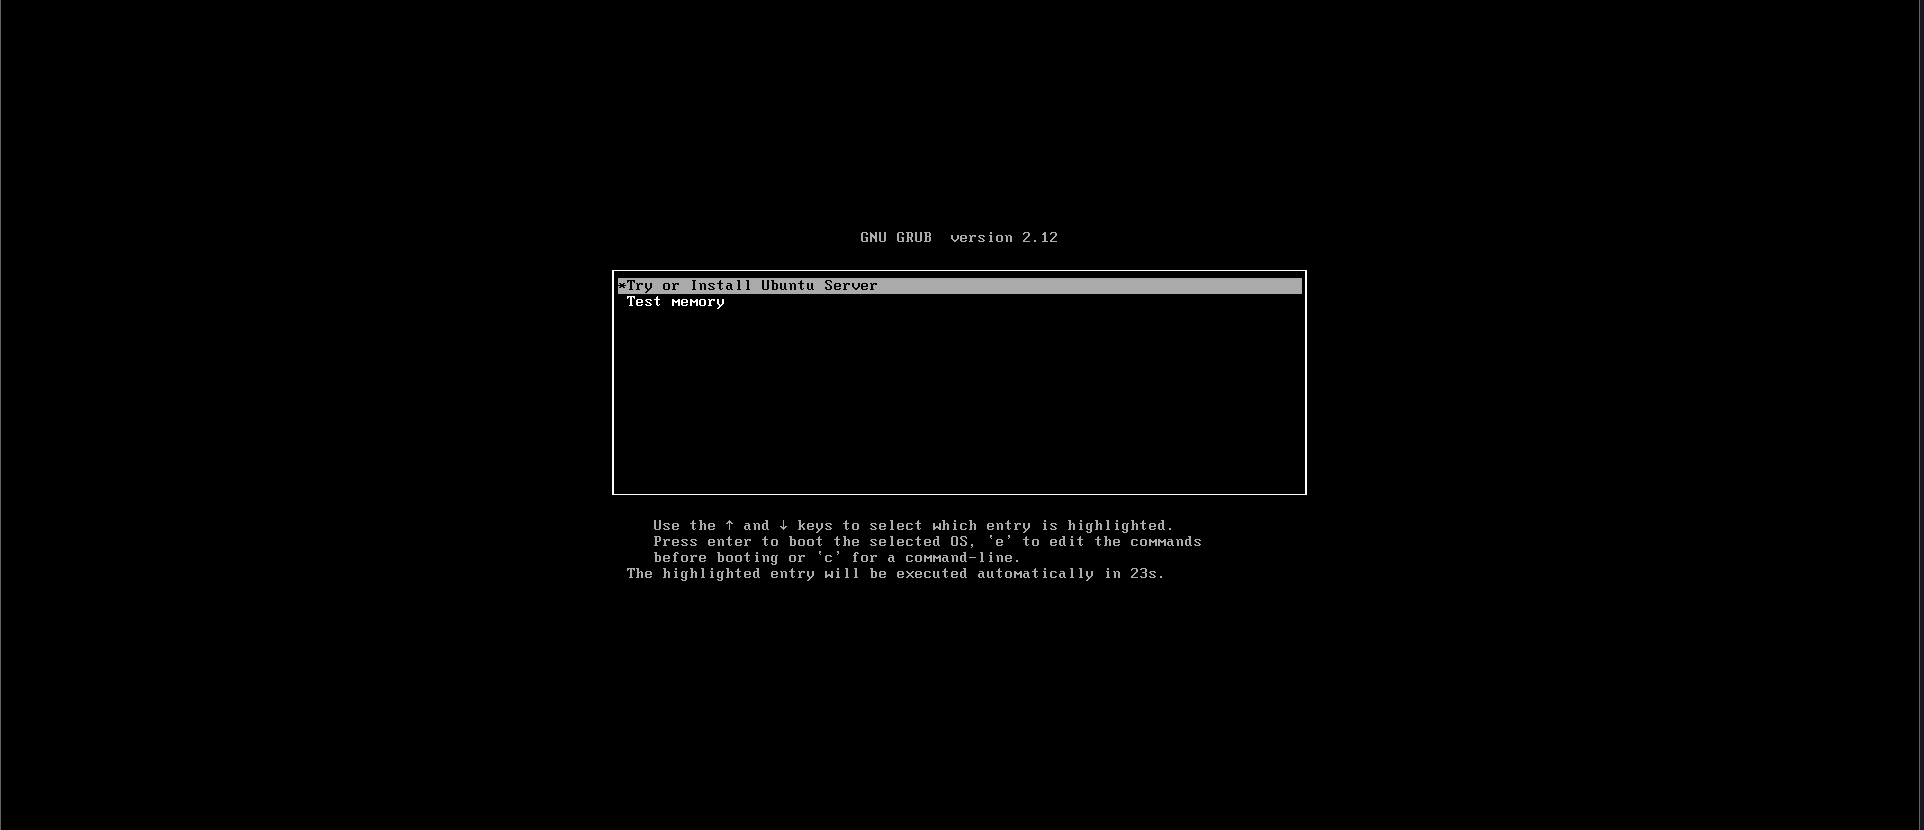 GNU GRUB  version 2.12
*Try or Install Ubuntu Server
Test memory
Use the ↑ and ↓ keys to select which entry is highlighted.
Press enter to boot the selected OS, `e' to edit the commands
before booting or `c' for a command-line.
The highlighted entry will be executed automatically in 23s.